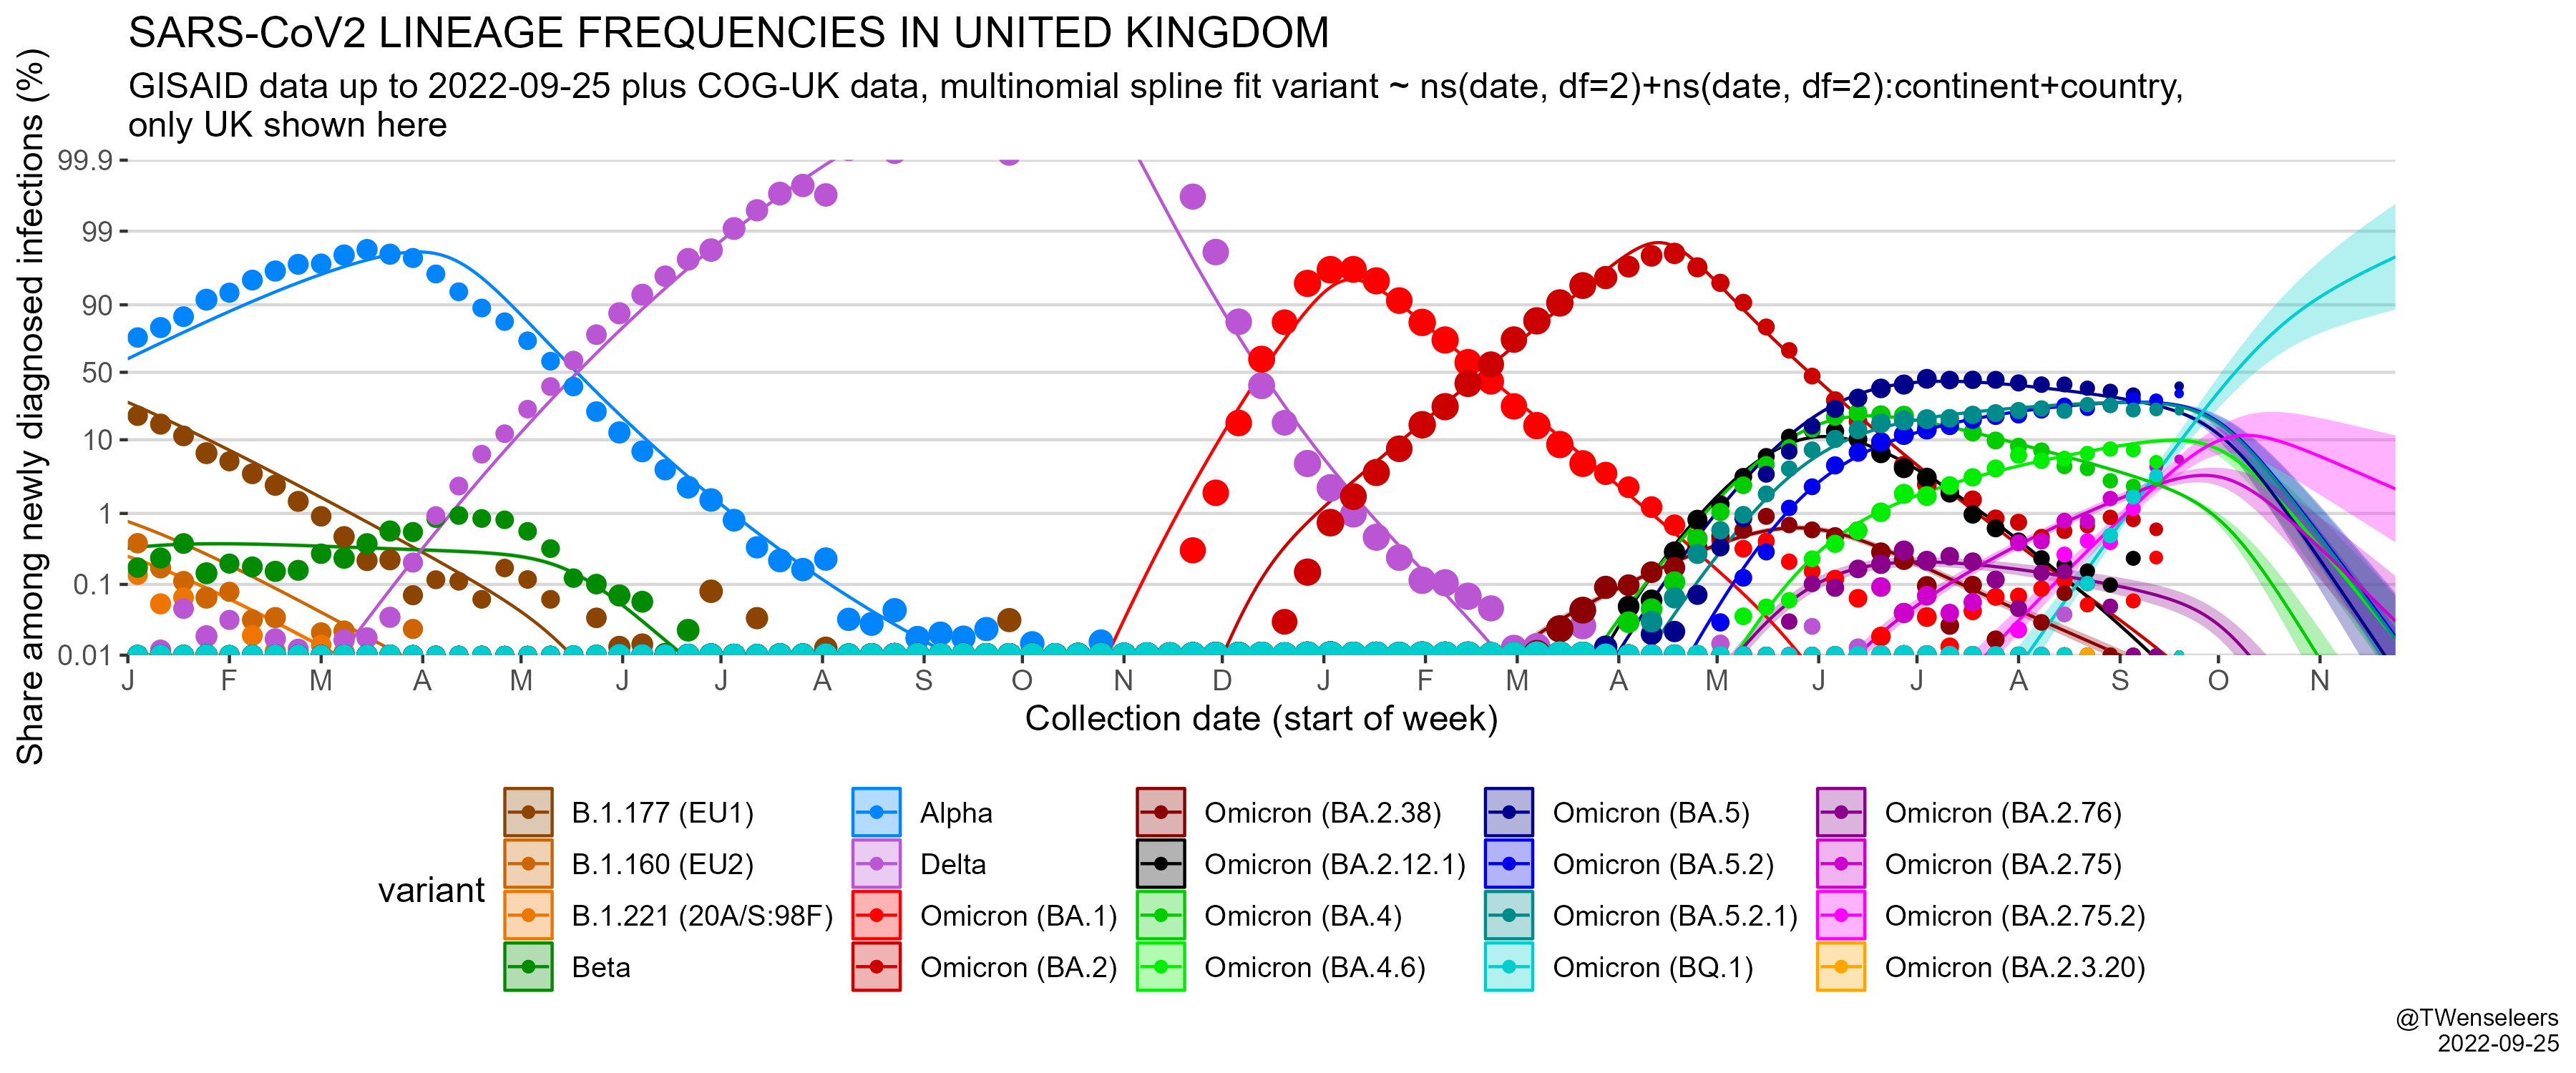 SARS-CoV2 LINEAGE FREQUENCIES IN UNITED KINGDOM
GISAID data up to 2022-09-25 plus COG-UK data, multinomial spline fit variant ~ ns(date, df=2)+ns(date, df=2):continent+country,
only UK shown here
Share among newly diagnosed infections (%)
99.9
99
90
50
10
1
0.1
0.01
J F M A M J J A S O N D J F M A M J J A S O N
Collection date (start of week)
variant
B.1.177 (EU1)
B.1.160 (EU2)
B.1.221 (20A/S:98F)
Beta
Alpha
Delta
Omicron (BA.1)
Omicron (BA.2)
Omicron (BA.2.38)
Omicron (BA.2.12.1)
Omicron (BA.4)
Omicron (BA.4.6)
Omicron (BA.5)
Omicron (BA.5.2)
Omicron (BA.5.2.1)
Omicron (BQ.1)
Omicron (BA.2.76)
Omicron (BA.2.75)
Omicron (BA.2.75.2)
Omicron (BA.2.3.20)
@TWenseleers
2022-09-25